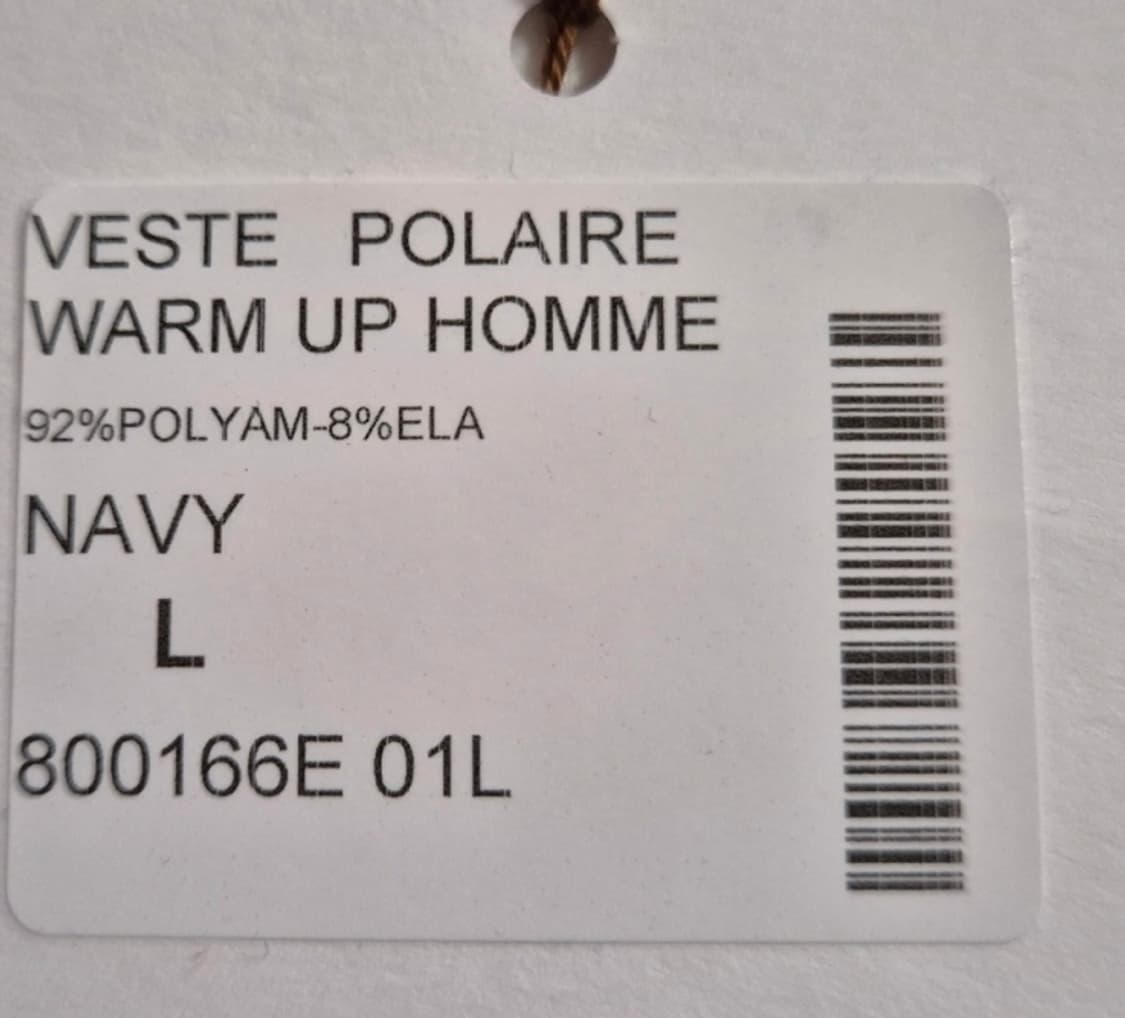 VESTE POLAIRE
WARM UP HOMME
92%POLYAM-8%ELA
NAVY
L
800166E 01L